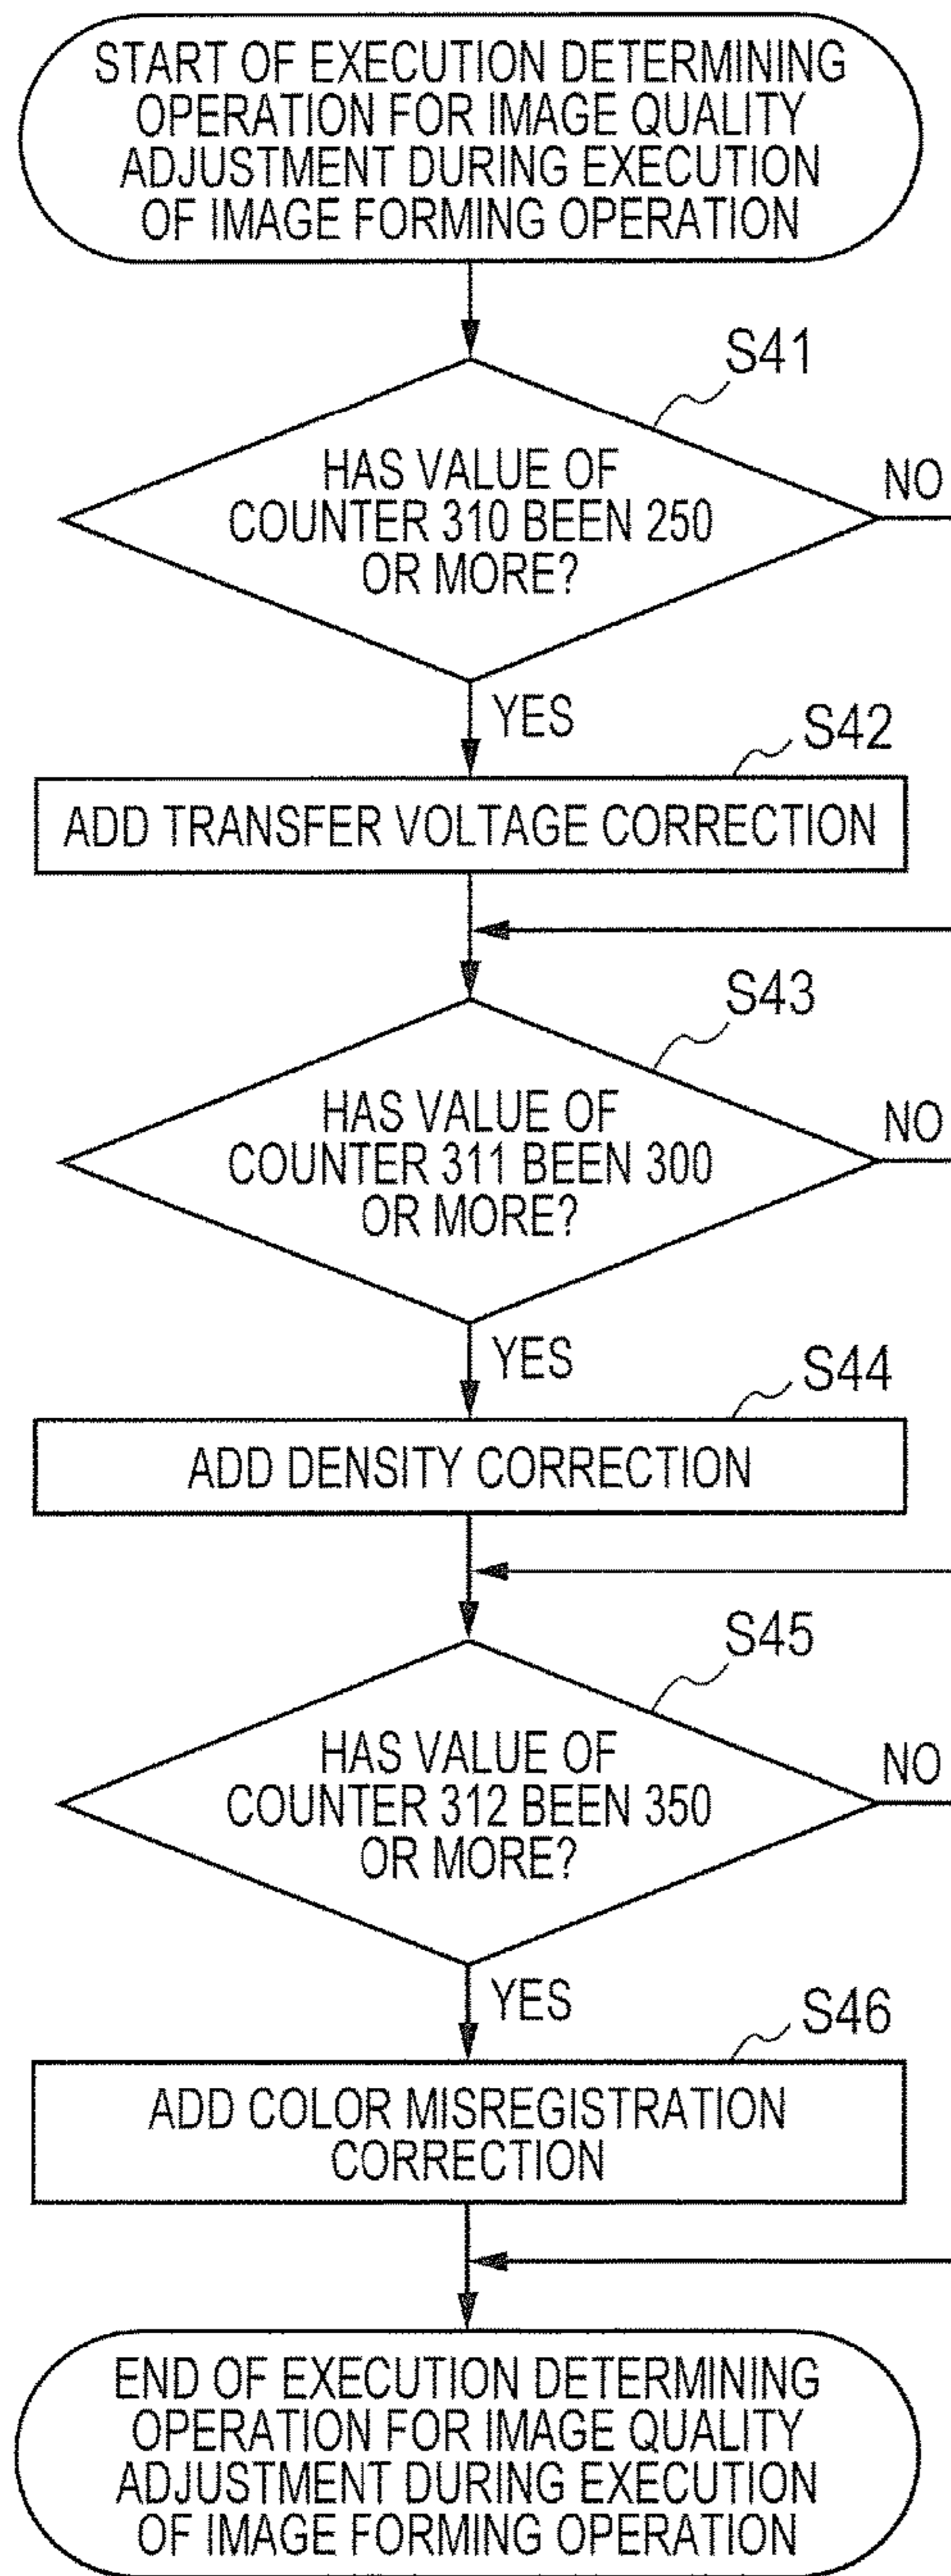 START OF EXECUTION DETERMINING
OPERATION FOR IMAGE QUALITY
ADJUSTMENT DURING EXECUTION
OF IMAGE FORMING OPERATION
S41
HAS VALUE OF
COUNTER 310 BEEN 250
OR MORE?
NO
YES
S42
ADD TRANSFER VOLTAGE CORRECTION
S43
HAS VALUE OF
COUNTER 311 BEEN 300
OR MORE?
NO
YES
S44
ADD DENSITY CORRECTION
S45
HAS VALUE OF
COUNTER 312 BEEN 350
OR MORE?
NO
YES
S46
ADD COLOR MISREGISTRATION
CORRECTION
END OF EXECUTION DETERMINING
OPERATION FOR IMAGE QUALITY
ADJUSTMENT DURING EXECUTION
OF IMAGE FORMING OPERATION